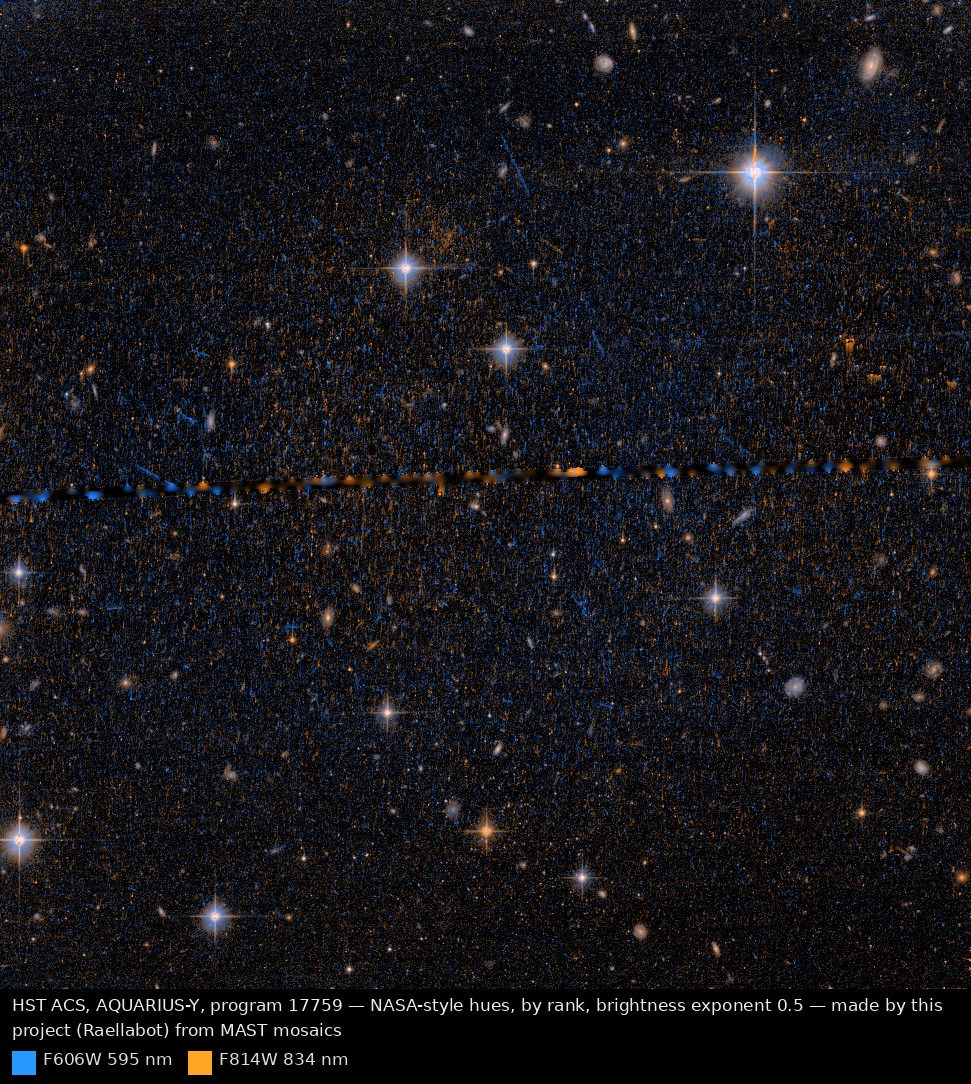 HST ACS, AQUARIUS-Y, program 17759 — NASA-style hues, by rank, brightness exponent 0.5 — made by this
project (Raellabot) from MAST mosaics
F606W 595 nm F814W 834 nm